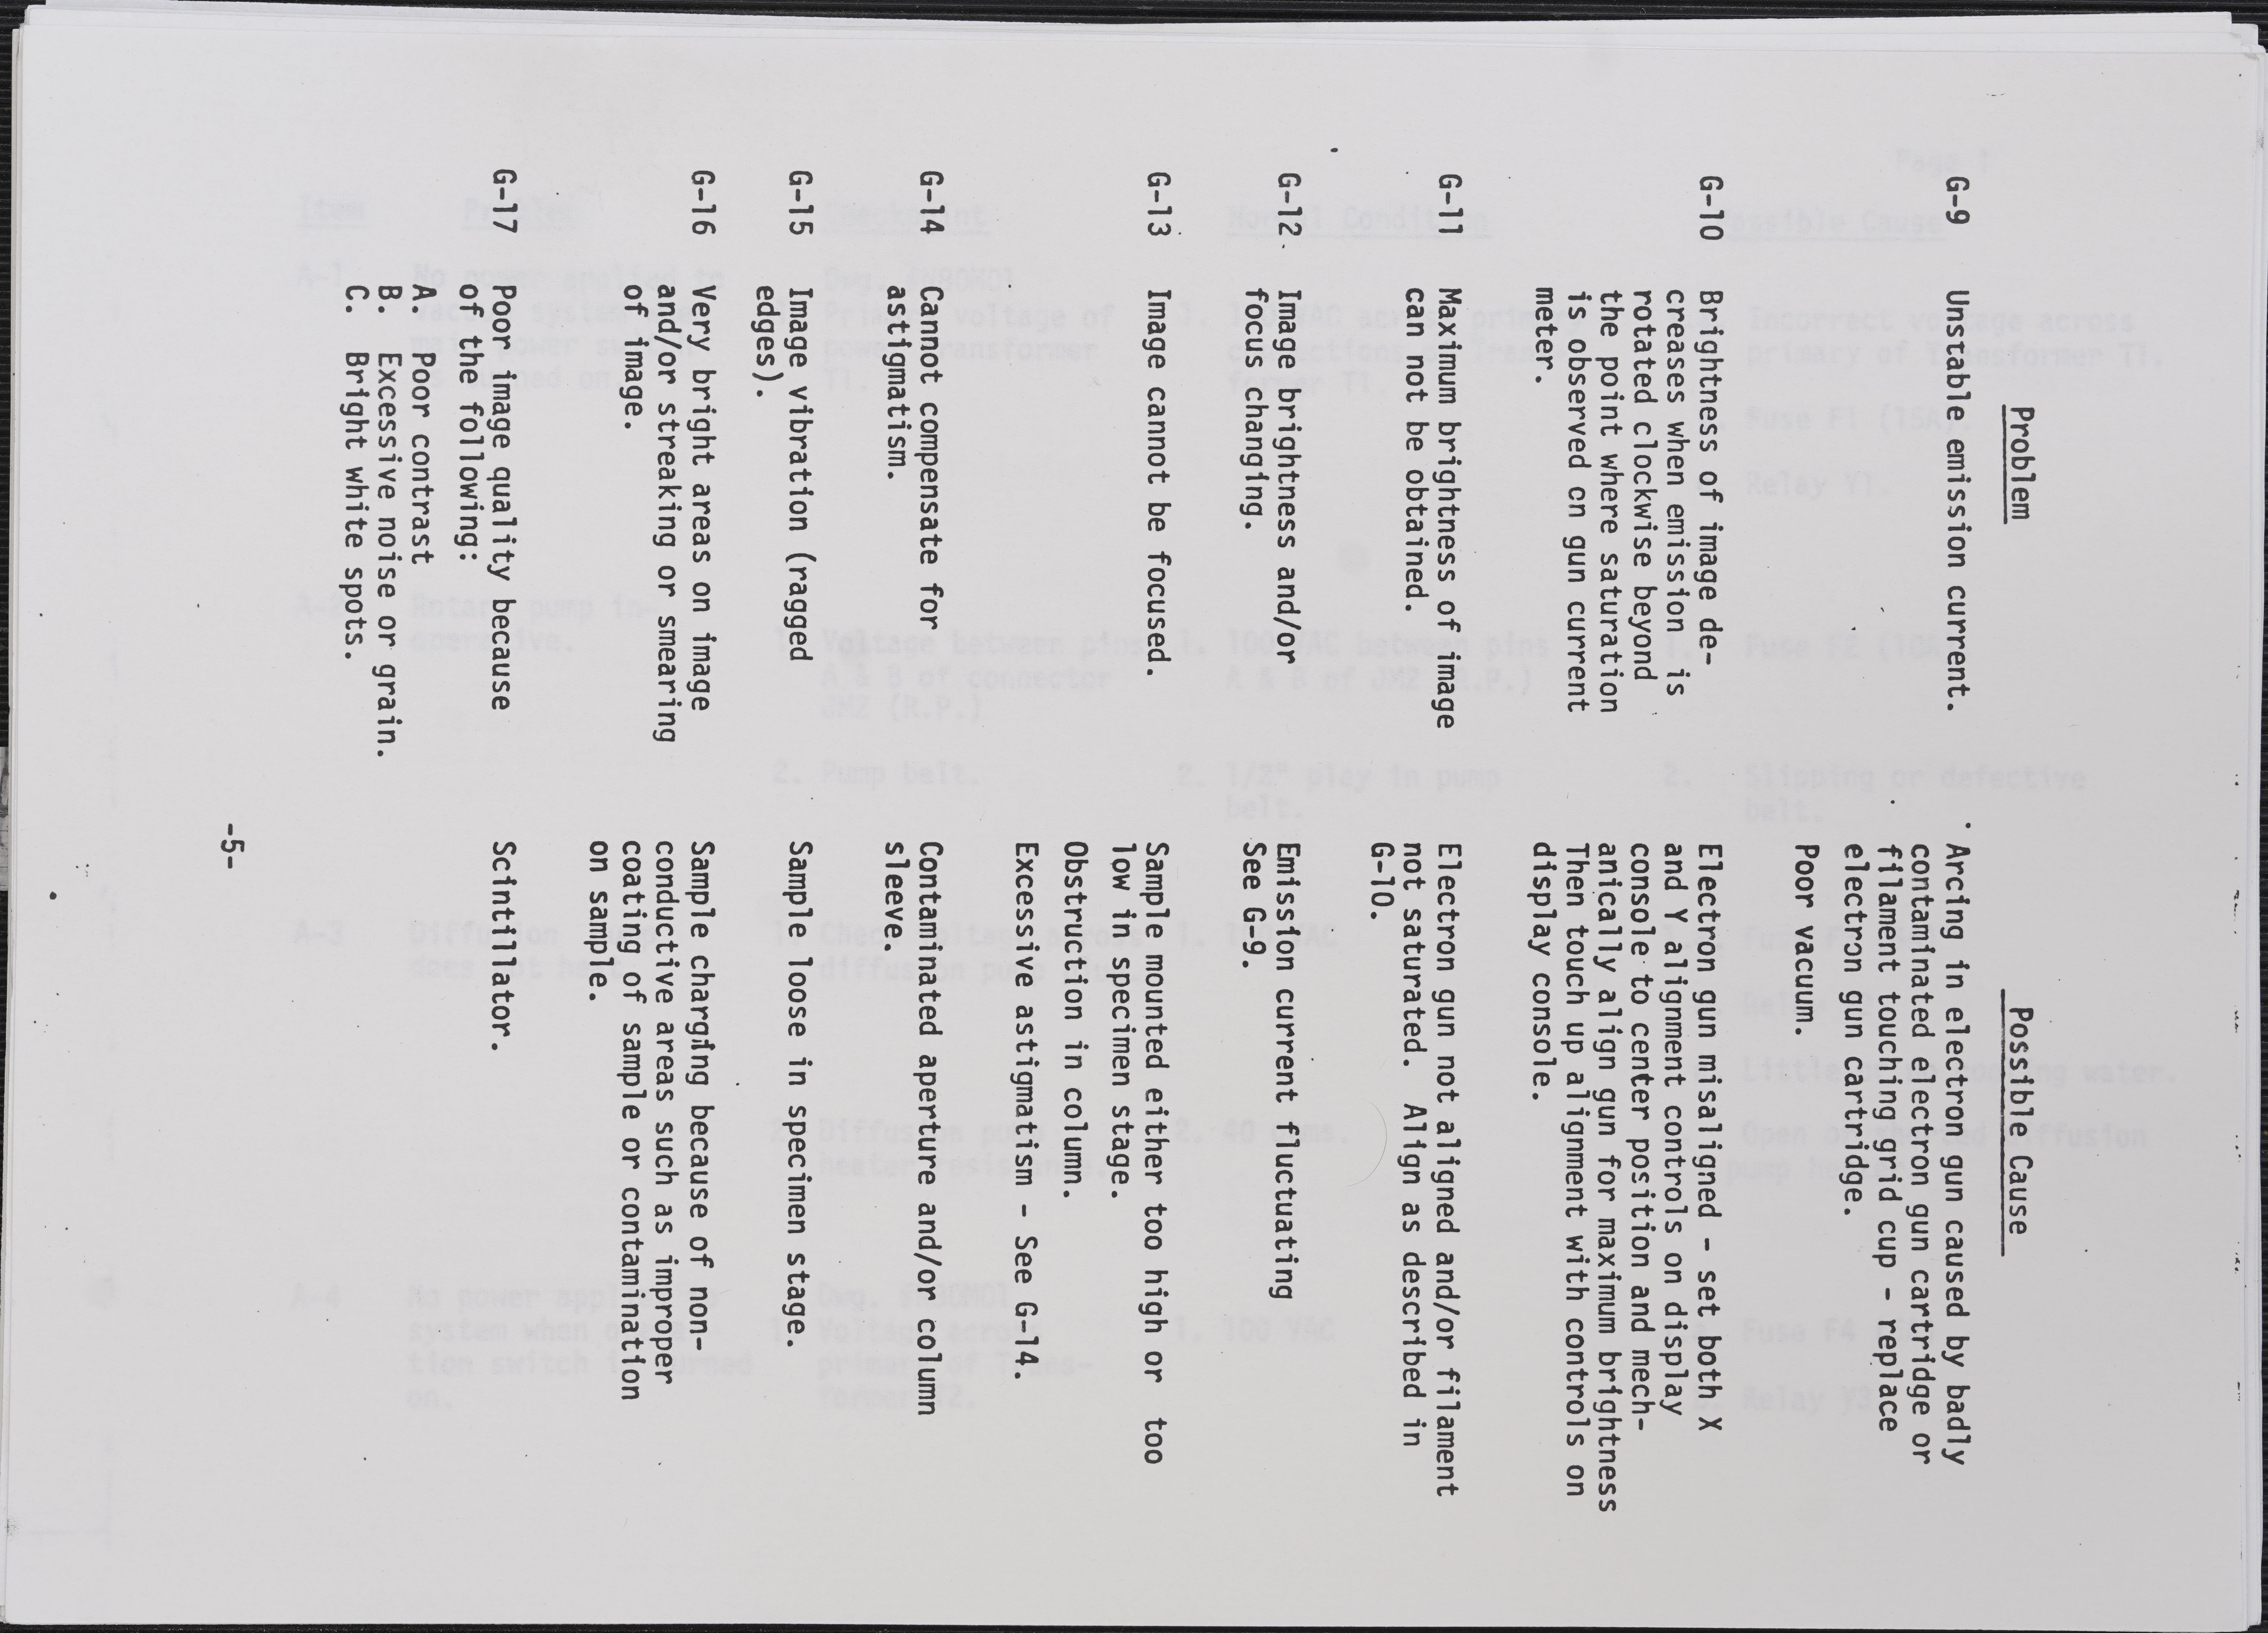 Problem    Possible Cause
G-9    Unstable emission current.    Arcing in electron gun caused by badly
contaminated electron gun cartridge or
filament touching grid cup - replace
electron gun cartridge.
Poor vacuum.
G-10    Brightness of image de-    Electron gun misaligned - set both X
creases when emission is    and Y alignment controls on display
rotated clockwise beyond    console to center position and mech-
the point where saturation    anically align gun for maximum brightness
is observed on gun current    Then touch up alignment with controls on
meter.    display console.
G-11    Maximum brightness of image    Electron gun not aligned and/or filament
can not be obtained.    not saturated. Align as described in
G-10.
G-12    Image brightness and/or    Emission current fluctuating
focus changing.    See G-9.
G-13    Image cannot be focused.    Sample mounted either too high or too
low in specimen stage.
Obstruction in column.
Excessive astigmatism - See G-14.
G-14    Cannot compensate for    Contaminated aperture and/or column
astigmatism.    sleeve.
G-15    Image vibration (ragged    Sample loose in specimen stage.
edges).
G-16    Very bright areas on image    Sample charging because of non-
and/or streaking or smearing    conductive areas such as improper
of image.    coating of sample or contamination
on sample.
G-17    Poor image quality because    Scintillator.
of the following:
A. Poor contrast
B. Excessive noise or grain.
C. Bright white spots.
-5-